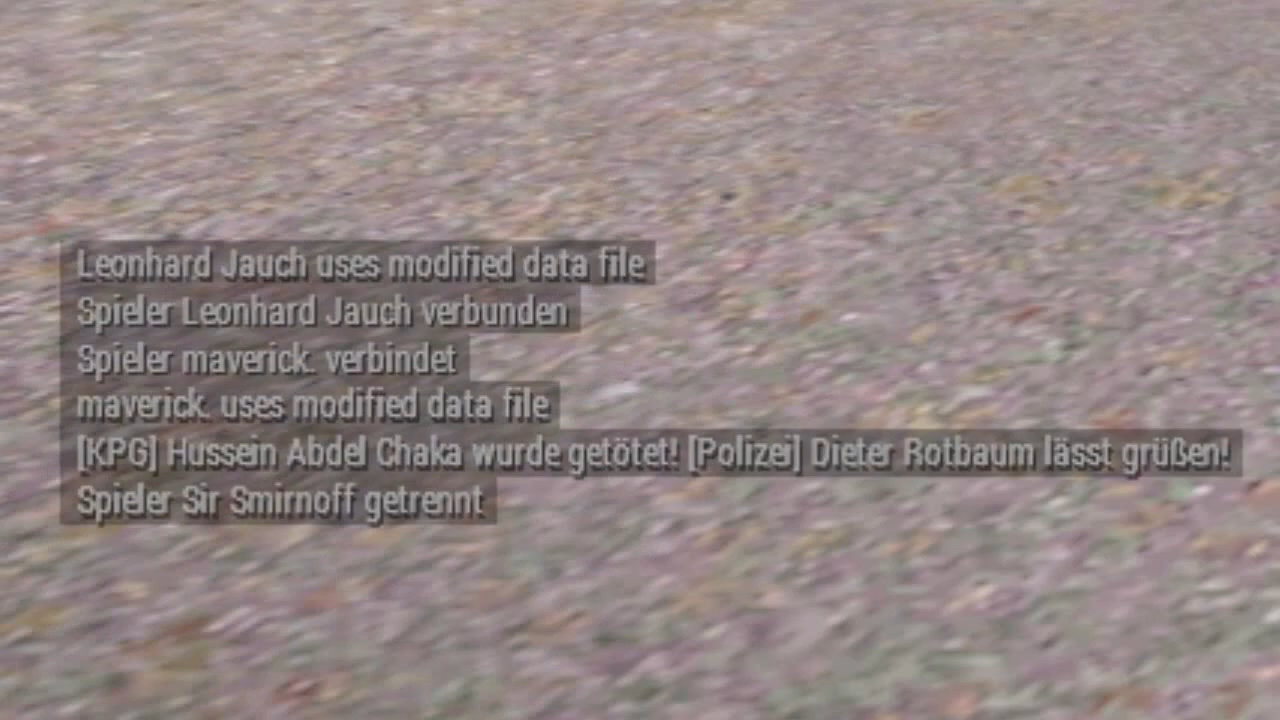 Leonhard Jauch uses modified data file
Spieler Leonhard Jauch verbunden
Spieler maverick. verbindet
maverick. uses modified data file
[KPG] Hussein Abdel Chaka wurde getötet! [Polizei] Dieter Rotbaum lässt grüßen!
Spieler Sir Smirnoff getrennt